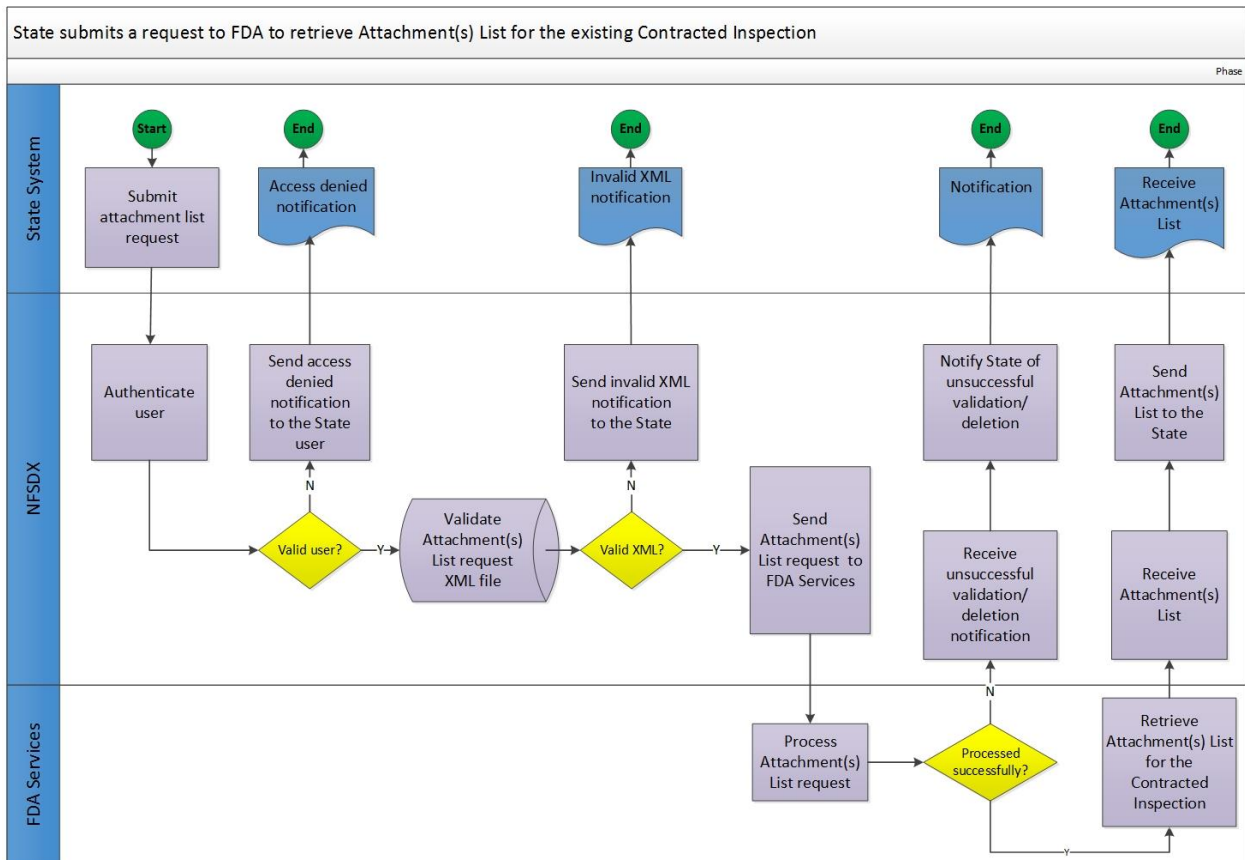 State submits a request to FDA to retrieve Attachment(s) List for the existing Contracted Inspection
Phase
State System
Start
End
End
End
End
Submit
attachment list
request
Access denied
notification
Invalid XML
notification
Notification
Receive
Attachment(s)
List
NFSDX
Authenticate
user
Send access
denied
notification
to the State
user
Send invalid XML
notification
to the State
Notify State of
unsuccessful
validation/
deletion
Send
Attachment(s)
List to the
State
N
N
Valid user?
Y
Validate
Attachment(s)
List request
XML file
Valid XML?
Y
Send
Attachment(s)
List request to
FDA Services
Receive
unsuccessful
validation/
deletion
notification
Receive
Attachment(s)
List
FDA Services
N
Process
Attachment(s)
List request
Processed
successfully?
Retrieve
Attachment(s) List
for the
Contracted
Inspection
Y